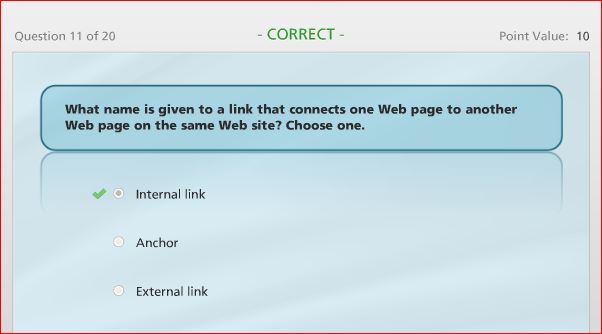 Question 11 of 20
- CORRECT -
Point Value: 10
What name is given to a link that connects one Web page to another
Web page on the same Web site? Choose one.
Internal link
Anchor
External link